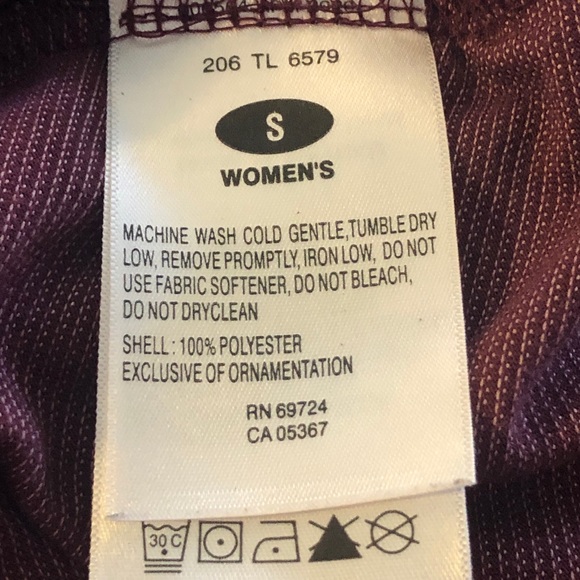 206 TL 6579
S
WOMEN'S
MACHINE WASH COLD GENTLE,TUMBLE DRY
LOW, REMOVE PROMPTLY, IRON LOW, DO NOT
USE FABRIC SOFTENER, DO NOT BLEACH,
DO NOT DRYCLEAN
SHELL: 100% POLYESTER
EXCLUSIVE OF ORNAMENTATION
RN 69724
CA 05367
30 C